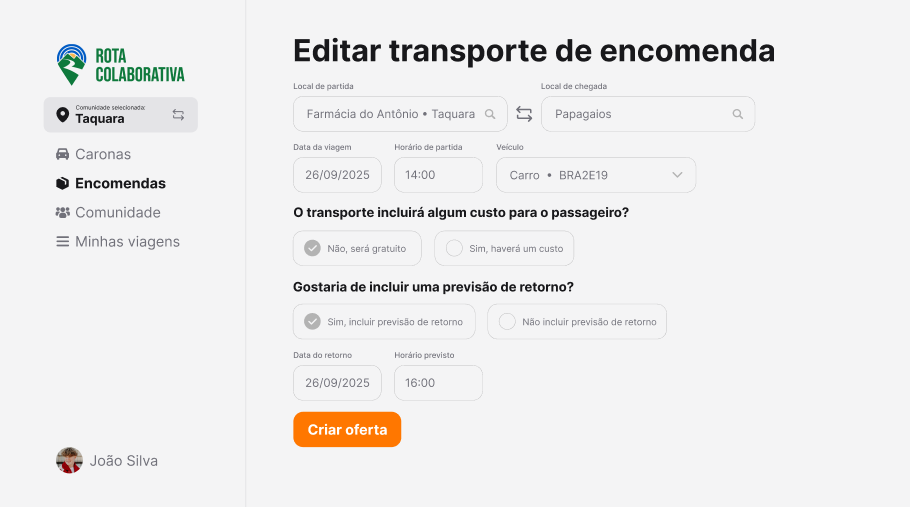 ROTA
COLABORATIVA
Comunidade selecionada:
Taquara
Caronas
Encomendas
Comunidade
Minhas viagens
João Silva
Editar transporte de encomenda
Local de partida
Local de chegada
Farmácia do Antônio • Taquara
Papagaios
Data da viagem
Horário de partida
Veículo
26/09/2025
14:00
Carro • BRA2E19
O transporte incluirá algum custo para o passageiro?
Não, será gratuito
Sim, haverá um custo
Gostaria de incluir uma previsão de retorno?
Sim, incluir previsão de retorno
Não incluir previsão de retorno
Data do retorno
Horário previsto
26/09/2025
16:00
Criar oferta